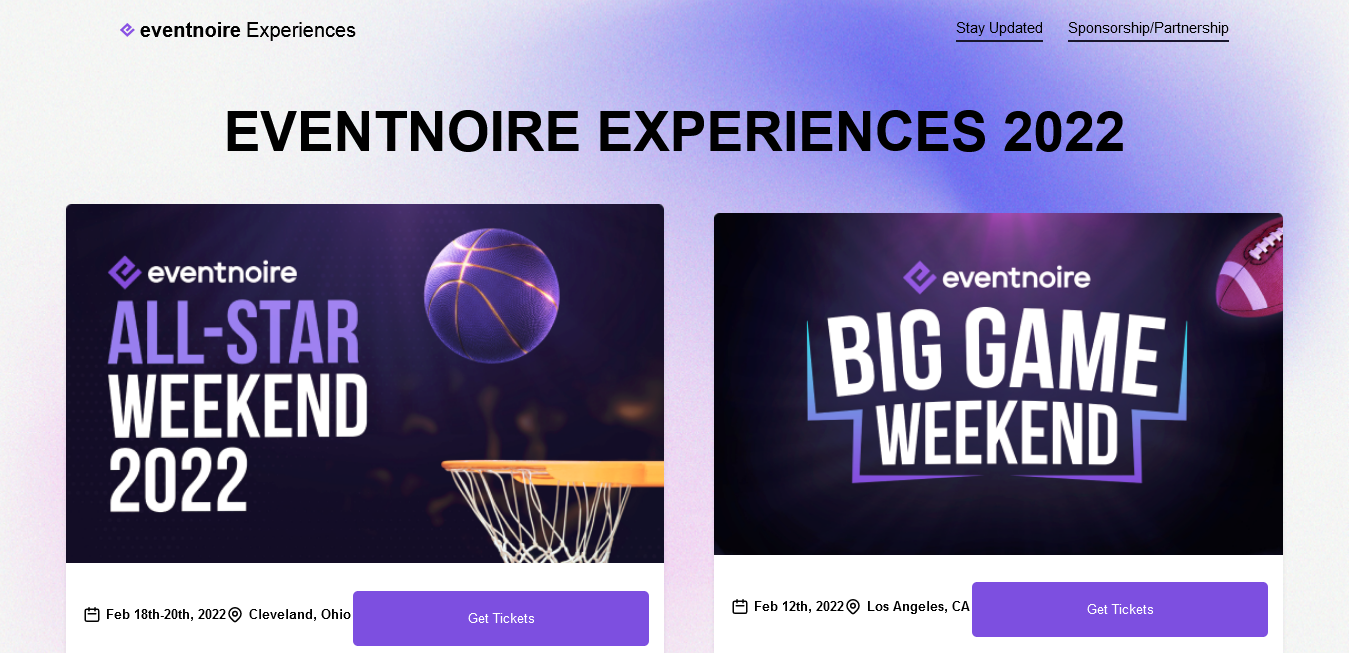 eventnoire Experiences
Stay Updated
Sponsorship/Partnership
EVENTNOIRE EXPERIENCES 2022
eventnoire
ALL-STAR
WEEKEND
2022
Feb 18th-20th, 2022
Cleveland, Ohio
Get Tickets
eventnoire
BIG GAME
WEEKEND
Feb 12th, 2022
Los Angeles, CA
Get Tickets